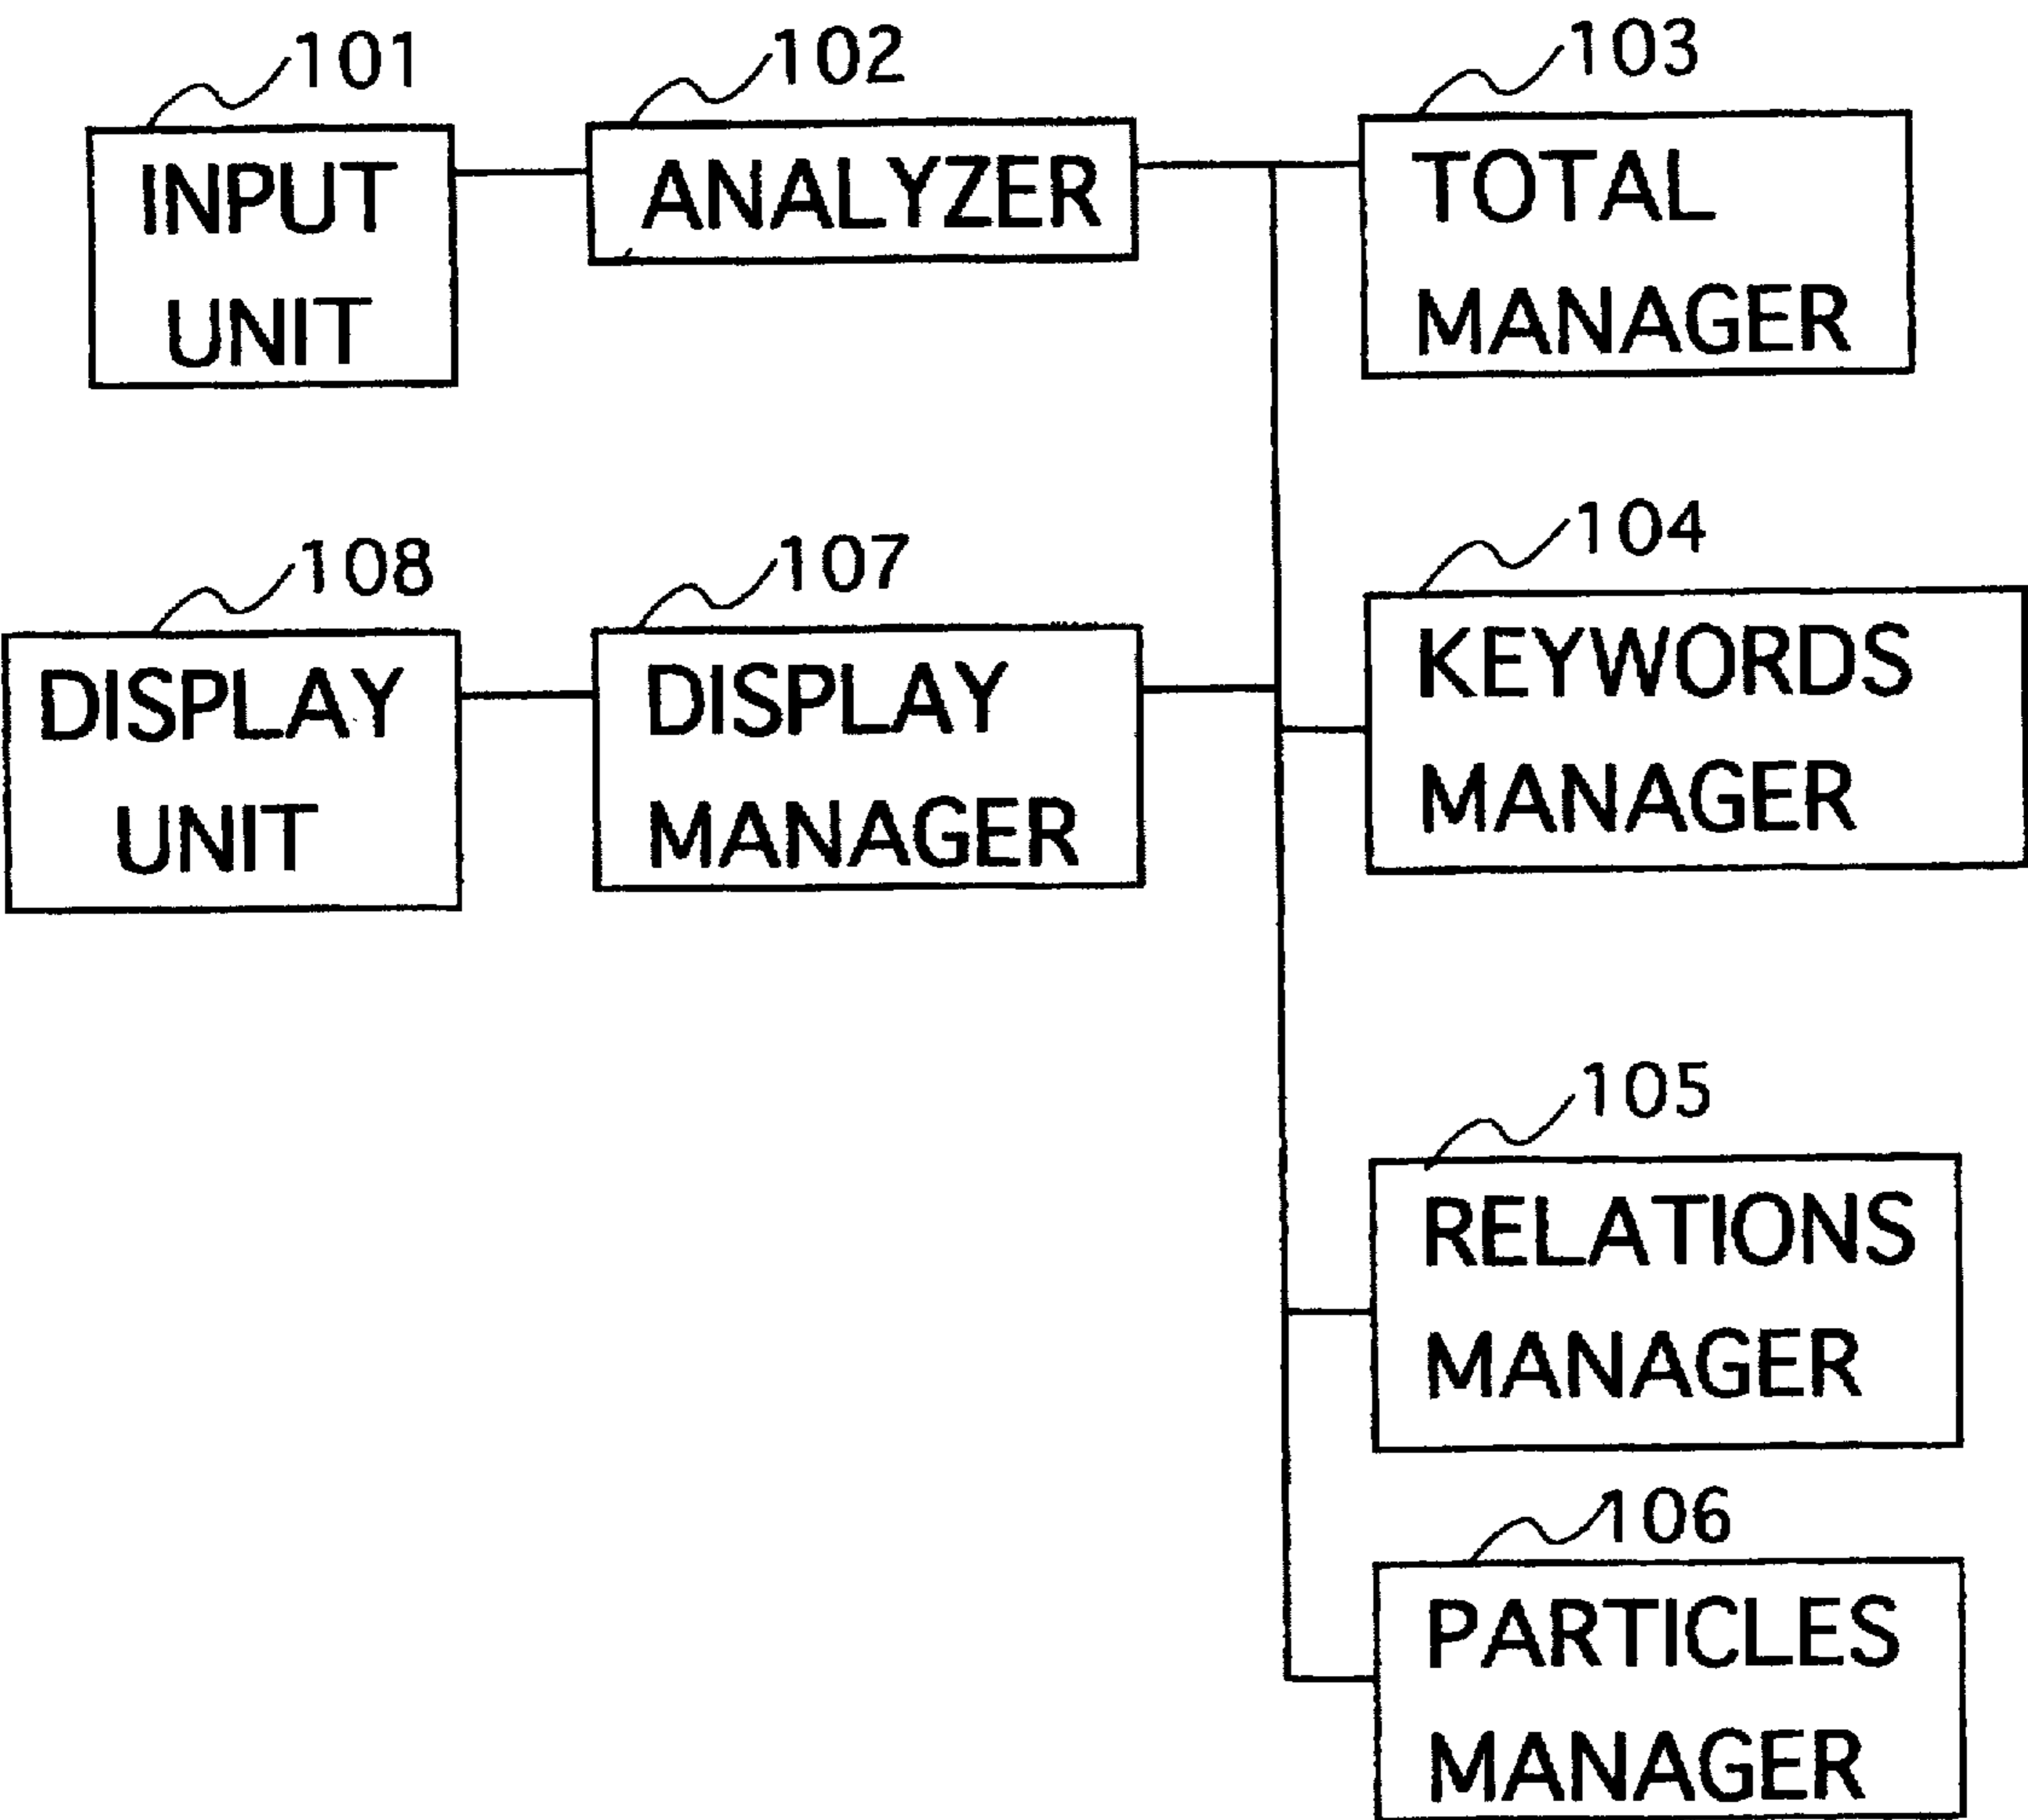 101
INPUT
UNIT
102
ANALYZER
103
TOTAL
MANAGER
108
DISPLAY
UNIT
107
DISPLAY
MANAGER
104
KEYWORDS
MANAGER
105
RELATIONS
MANAGER
106
PARTICLES
MANAGER